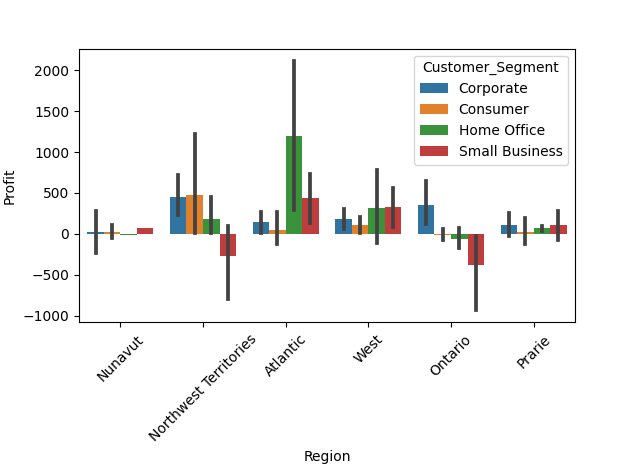 2000
1500
1000
500
0
−500
−1000
Profit
Customer_Segment
Corporate
Consumer
Home Office
Small Business
Nunavut
Northwest Territories
Atlantic
West
Ontario
Prarie
Region